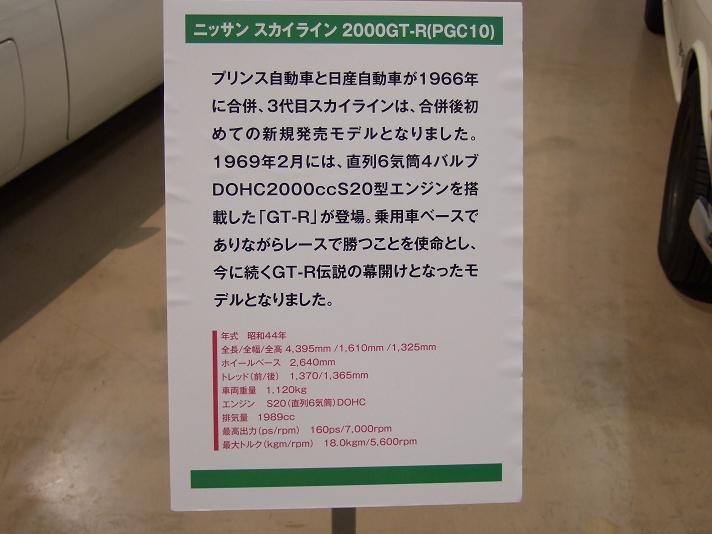 ニッサン スカイライン 2000GT-R(PGC10)
プリンス自動車と日産自動車が1966年
に合併、3代目スカイラインは、合併後初
めての新規発売モデルとなりました。
1969年2月には、直列6気筒4バルブ
DOHC2000ccS20型エンジンを搭
載した「GT-R」が登場。乗用車ベースで
ありながらレースで勝つことを使命とし、
今に続くGT-R伝説の幕開けとなったモ
デルとなりました。
年式 昭和44年
全長/全幅/全高 4,395mm /1,610mm /1,325mm
ホイールベース 2,640mm
トレッド(前/後) 1,370/1,365mm
車両重量 1,120kg
エンジン S20(直列6気筒)DOHC
排気量 1989cc
最高出力(ps/rpm) 160ps/7,000rpm
最大トルク(kgm/rpm) 18.0kgm/5,600rpm